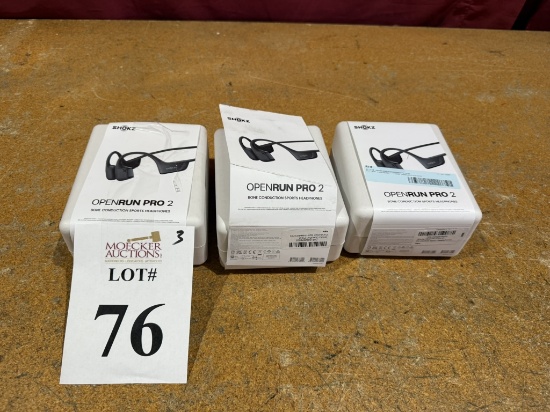 SHOKZ
OPENRUN PRO 2
BONE CONDUCTION SPORTS HEADPHONES
SHOKZ
OPENRUN PRO 2
BONE CONDUCTION SPORTS HEADPHONES
SHOKZ
OPENRUN PRO 2
BONE CONDUCTION SPORTS HEADPHONES
MOECKER
AUCTIONS
3
LOT#
76